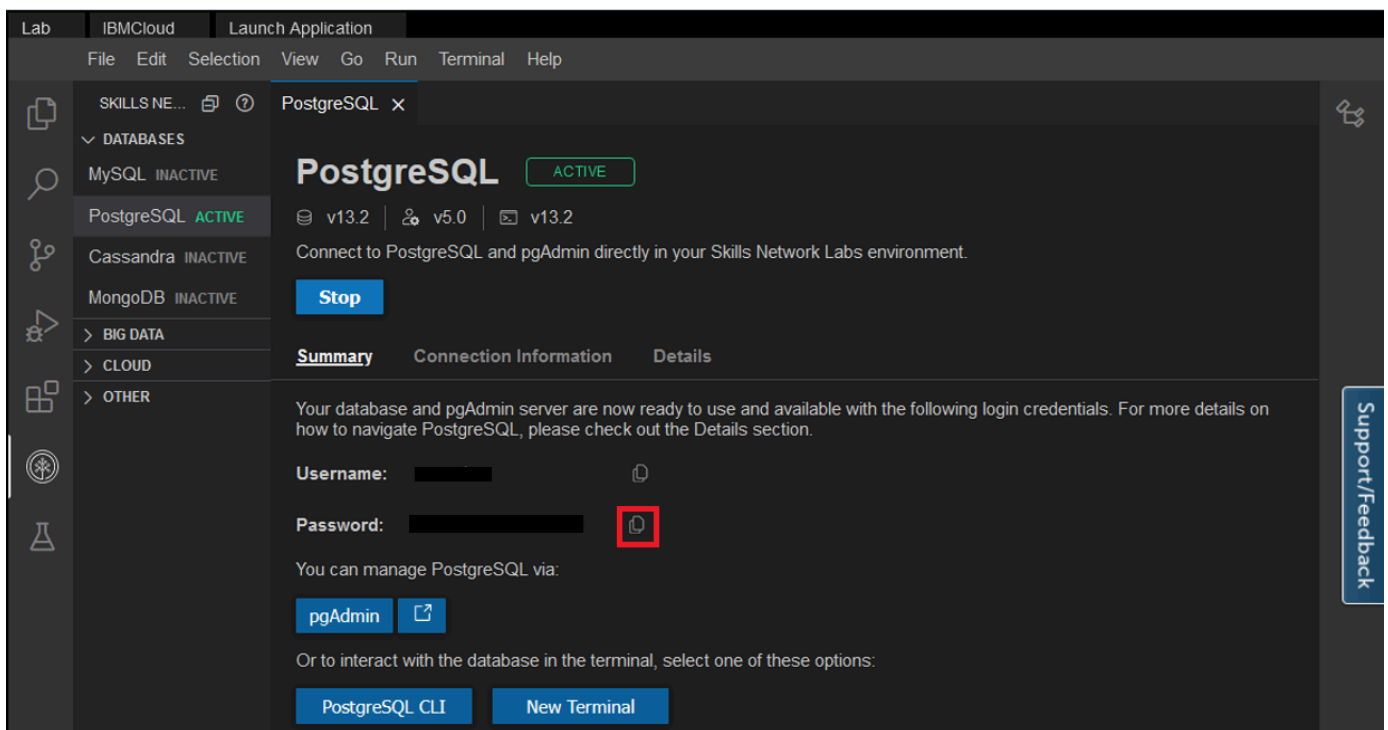 Lab IBMCloud Launch Application
File Edit Selection View Go Run Terminal Help
SKILLS NE...
DATABASES
MySQL INACTIVE
PostgreSQL ACTIVE
Cassandra INACTIVE
MongoDB INACTIVE
BIG DATA
CLOUD
OTHER
PostgreSQL
PostgreSQL ACTIVE
v13.2 v5.0 v13.2
Connect to PostgreSQL and pgAdmin directly in your Skills Network Labs environment.
Stop
Summary Connection Information Details
Your database and pgAdmin server are now ready to use and available with the following login credentials. For more details on
how to navigate PostgreSQL, please check out the Details section.
Username:
Password:
You can manage PostgreSQL via:
pgAdmin
Or to interact with the database in the terminal, select one of these options:
PostgreSQL CLI New Terminal
Support/Feedback